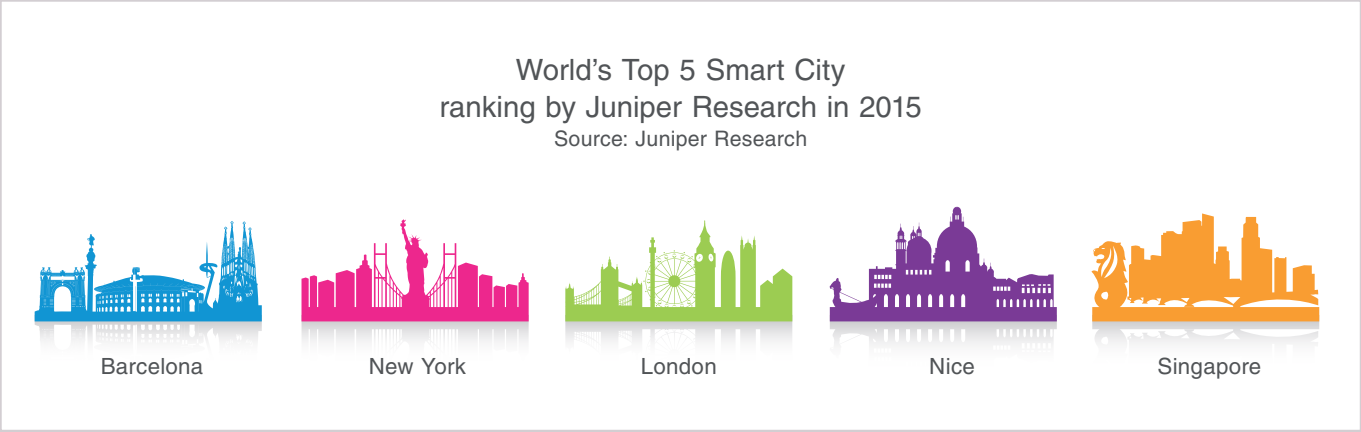 World’s Top 5 Smart City
ranking by Juniper Research in 2015
Source: Juniper Research
Barcelona
New York
London
Nice
Singapore